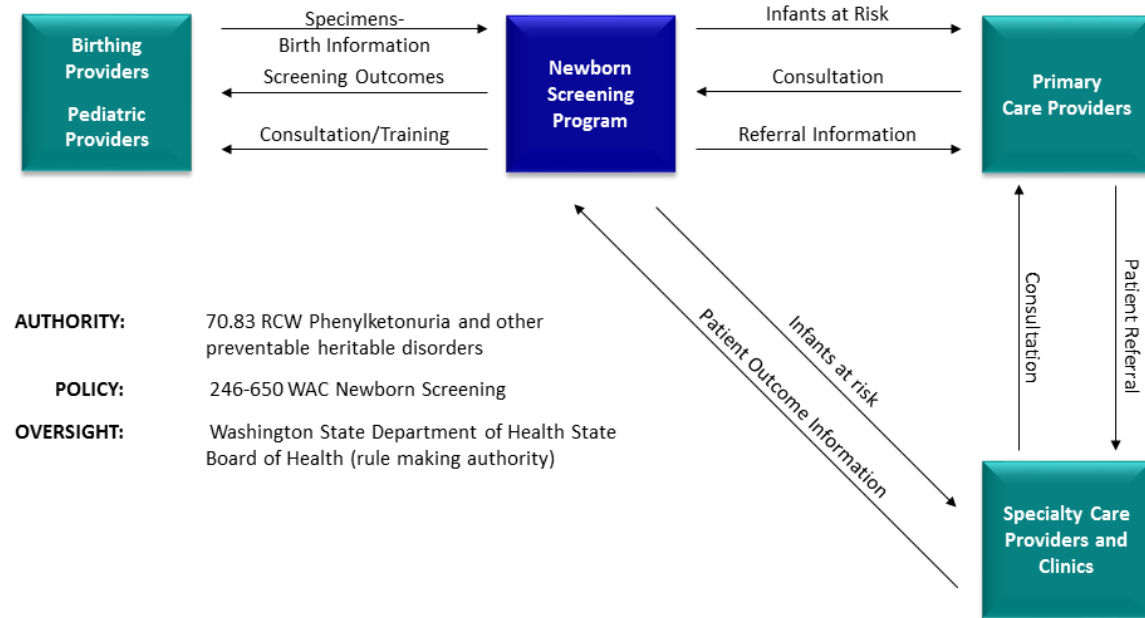 Birthing
Providers
Pediatric
Providers
Specimens-
Birth Information
Screening Outcomes
Consultation/Training
Newborn
Screening
Program
Infants at Risk
Consultation
Referral Information
Primary
Care Providers
Consultation
Patient Referral
Infants at risk
Patient Outcome Information
AUTHORITY: 70.83 RCW Phenylketonuria and other
preventable heritable disorders
POLICY: 246-650 WAC Newborn Screening
OVERSIGHT: Washington State Department of Health State
Board of Health (rule making authority)
Specialty Care
Providers and
Clinics